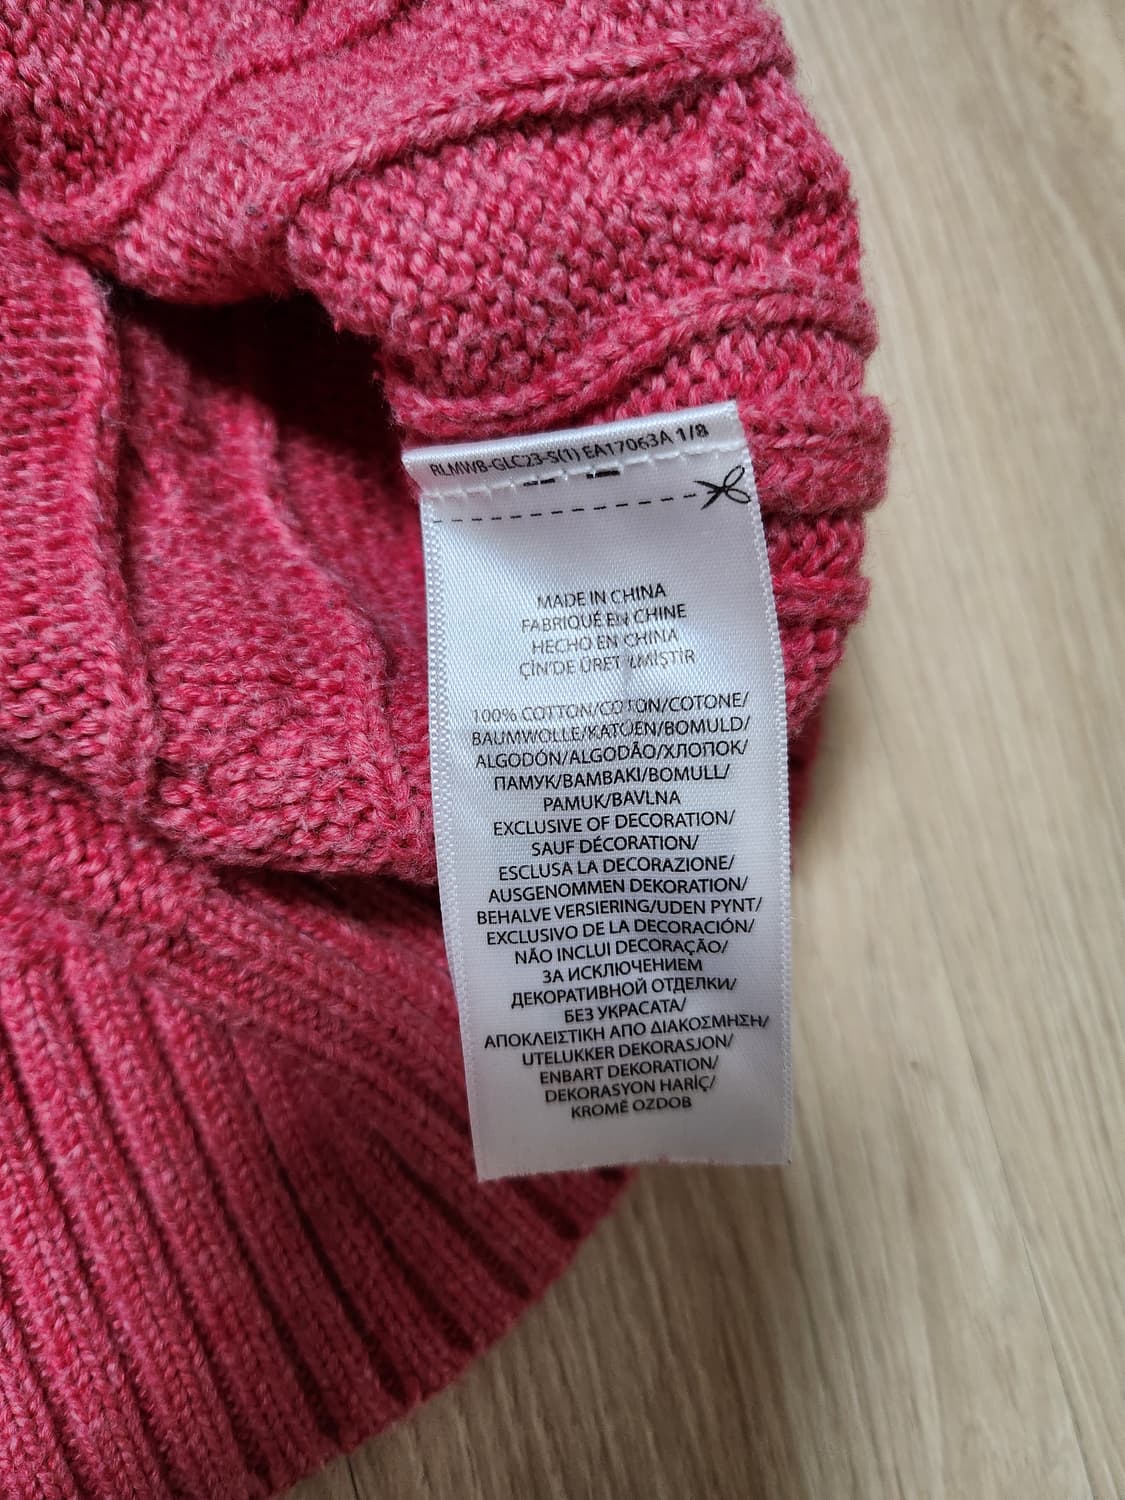 RLMWB-GLC23-S(1) EA17063A 1/8
MADE IN CHINA
FABRIQUÉ EN CHINE
HECHO EN CHINA
ÇİN'DE ÜRETİLMİŞTİR
100% COTTON/COTON/COTONE/
BAUMWOLLE/KATOEN/BOMULD/
ALGODÓN/ALGODÃO/ХЛОПОК/
ПАМУК/ΒΑΜΒΑΚΙ/BOMULL/
PAMUK/BAVLNA
EXCLUSIVE OF DECORATION/
SAUF DÉCORATION/
ESCLUSA LA DECORAZIONE/
AUSGENOMMEN DEKORATION/
BEHALVE VERSIERING/UDEN PYNT/
EXCLUSIVO DE LA DECORACIÓN/
NÃO INCLUI DECORAÇÃO/
ЗА ИСКЛЮЧЕНИЕМ
ДЕКОРАТИВНОЙ ОТДЕЛКИ/
БЕЗ УКРАСАТА/
ΑΠΟΚΛΕΙΣΤΙΚΗ ΑΠΟ ΔΙΑΚΟΣΜΗΣΗ/
UTELUKKER DEKORASJON/
ENBART DEKORATION/
DEKORASYON HARİÇ/
KROMĚ OZDOB